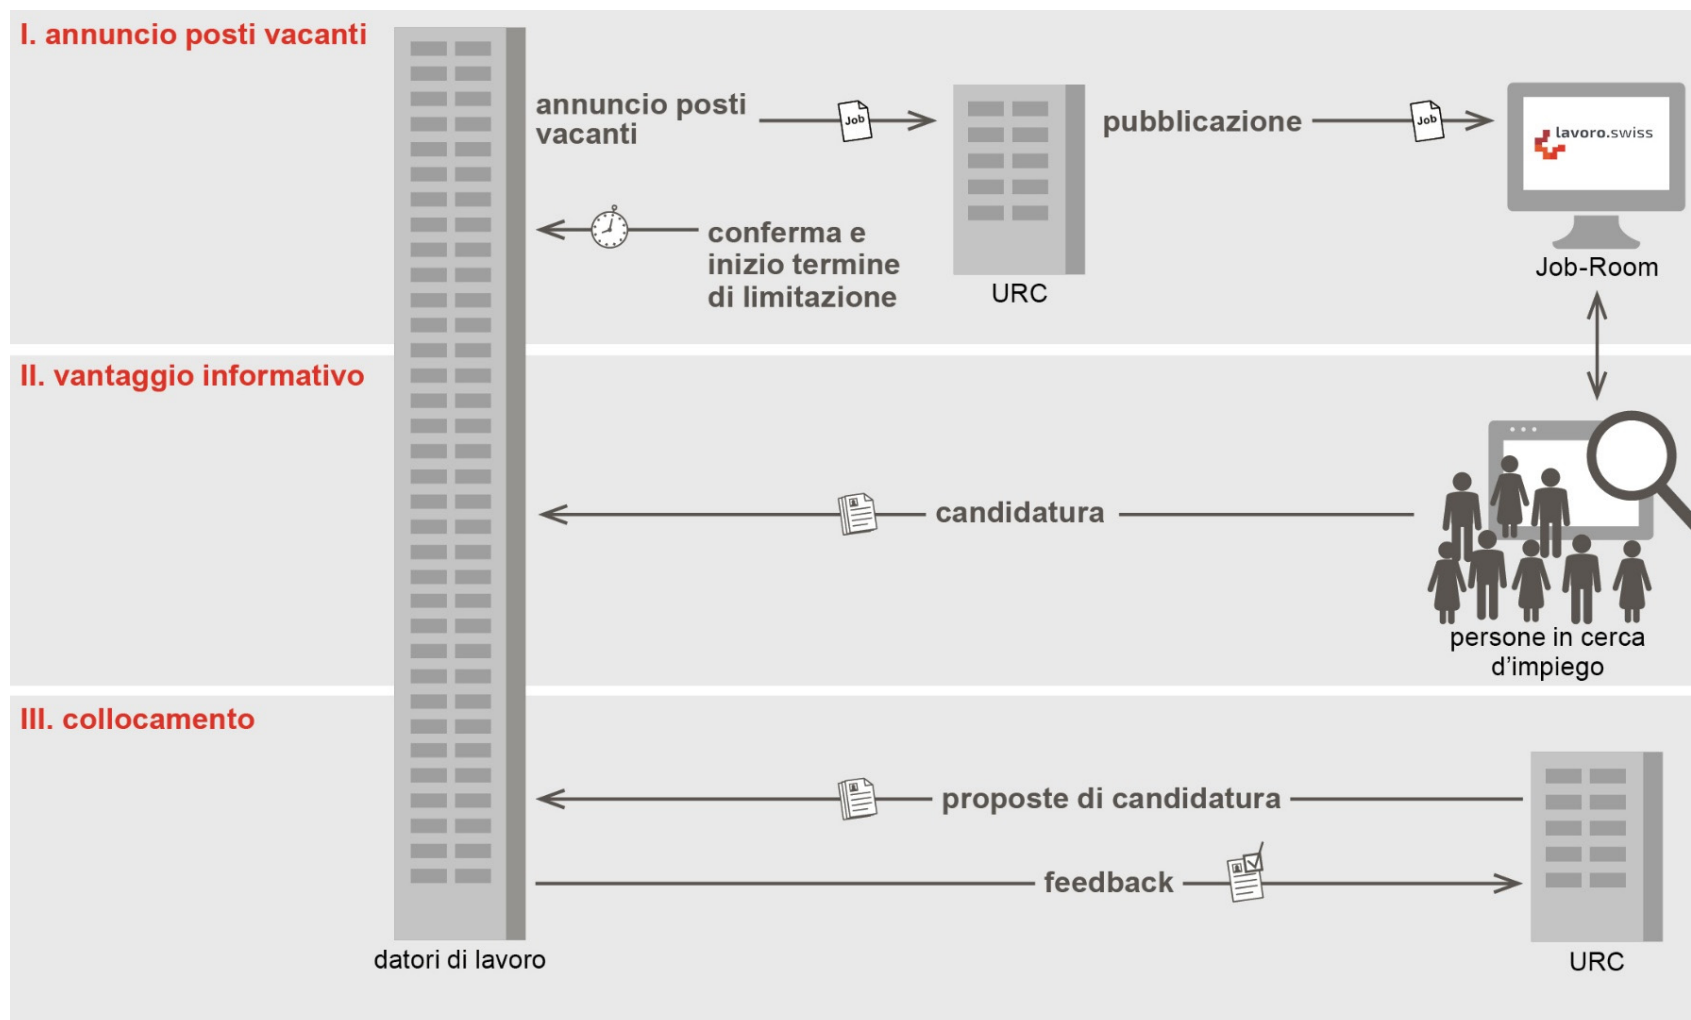 I. annuncio posti vacanti
annuncio posti
vacanti
Job
pubblicazione
Job
lavoro.swiss
conferma e
inizio termine
di limitazione
URC
Job-Room
II. vantaggio informativo
candidatura
persone in cerca
d'impiego
III. collocamento
proposte di candidatura
feedback
datori di lavoro
URC